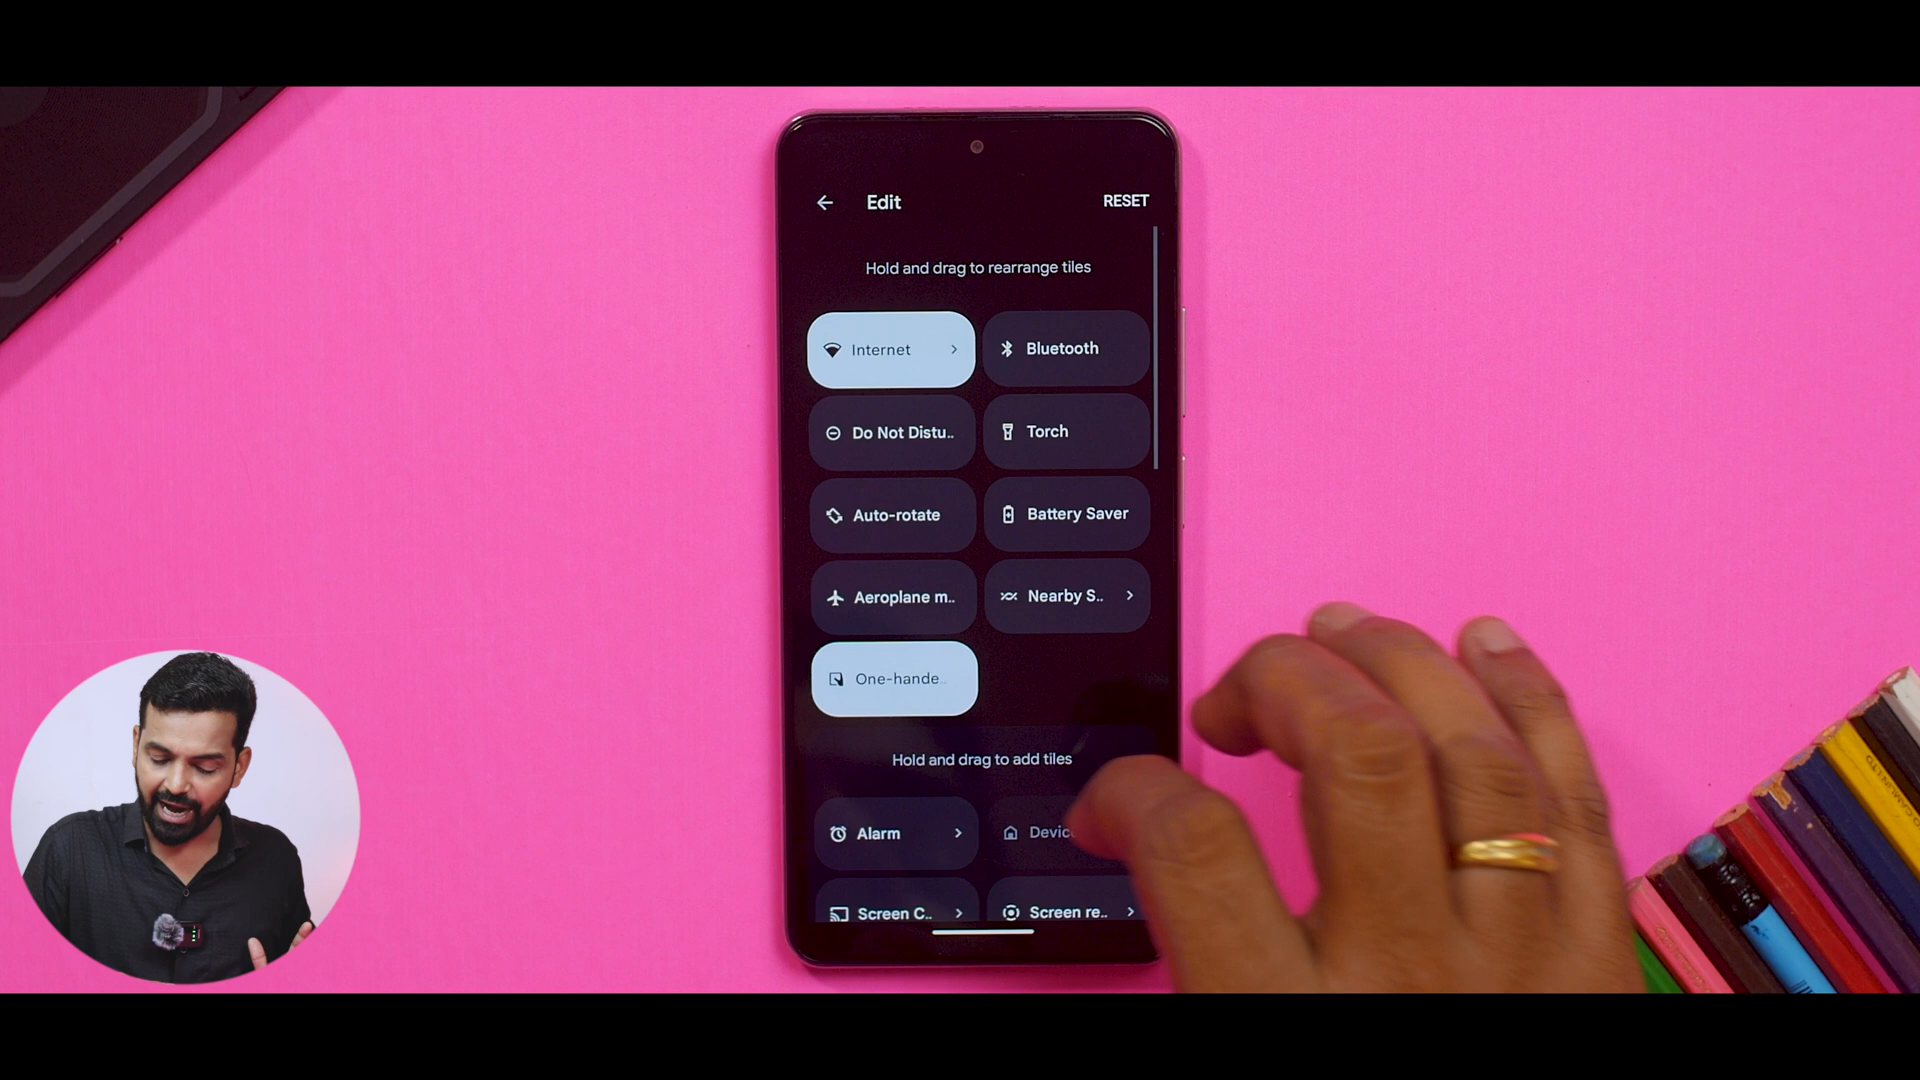 Edit
RESET
Hold and drag to rearrange tiles
Internet
Bluetooth
Do Not Distu..
Torch
Auto-rotate
Battery Saver
Aeroplane m..
Nearby S..
One-hande..
Hold and drag to add tiles
Alarm
Devic
Screen C..
Screen re..